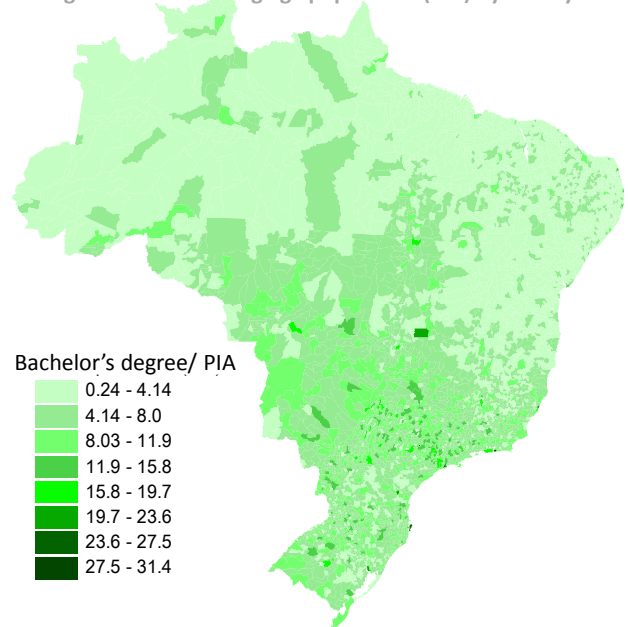 Bachelor's degree/ PIA
0.24 - 4.14
4.14 - 8.0
8.03 - 11.9
11.9 - 15.8
15.8 - 19.7
19.7 - 23.6
23.6 - 27.5
27.5 - 31.4